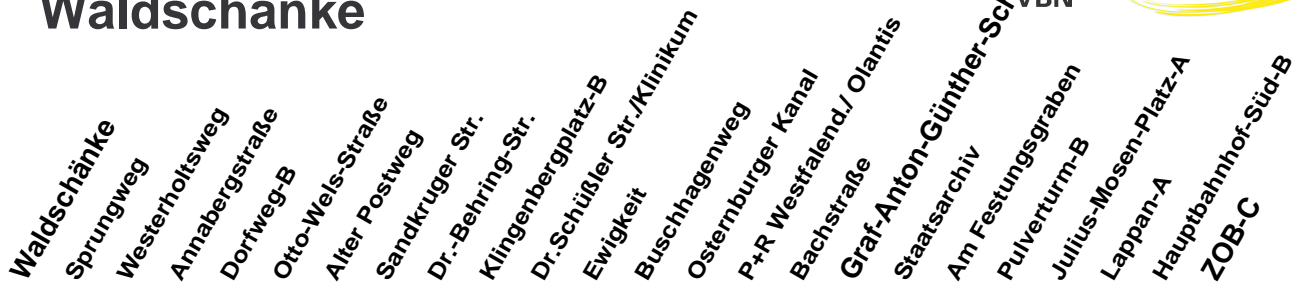 Waldschänke
VBN
Waldschänke
Sprungweg
Westerholtsweg
Annabergstraße
Dorfweg-B
Otto-Wels-Straße
Alter Postweg
Sandkruger Str.
Dr.-Behring-Str.
Klingenbergplatz-B
Dr.Schüßler Str./Klinikum
Ewigkeit
Buschhagenweg
Osternburger Kanal
P+R Westfalend./ Olantis
Bachstraße
Graf-Anton-Günther-Sch
Staatsarchiv
Am Festungsgraben
Pulverturm-B
Julius-Mosen-Platz-A
Lappan-A
Hauptbahnhof-Süd-B
ZOB-C